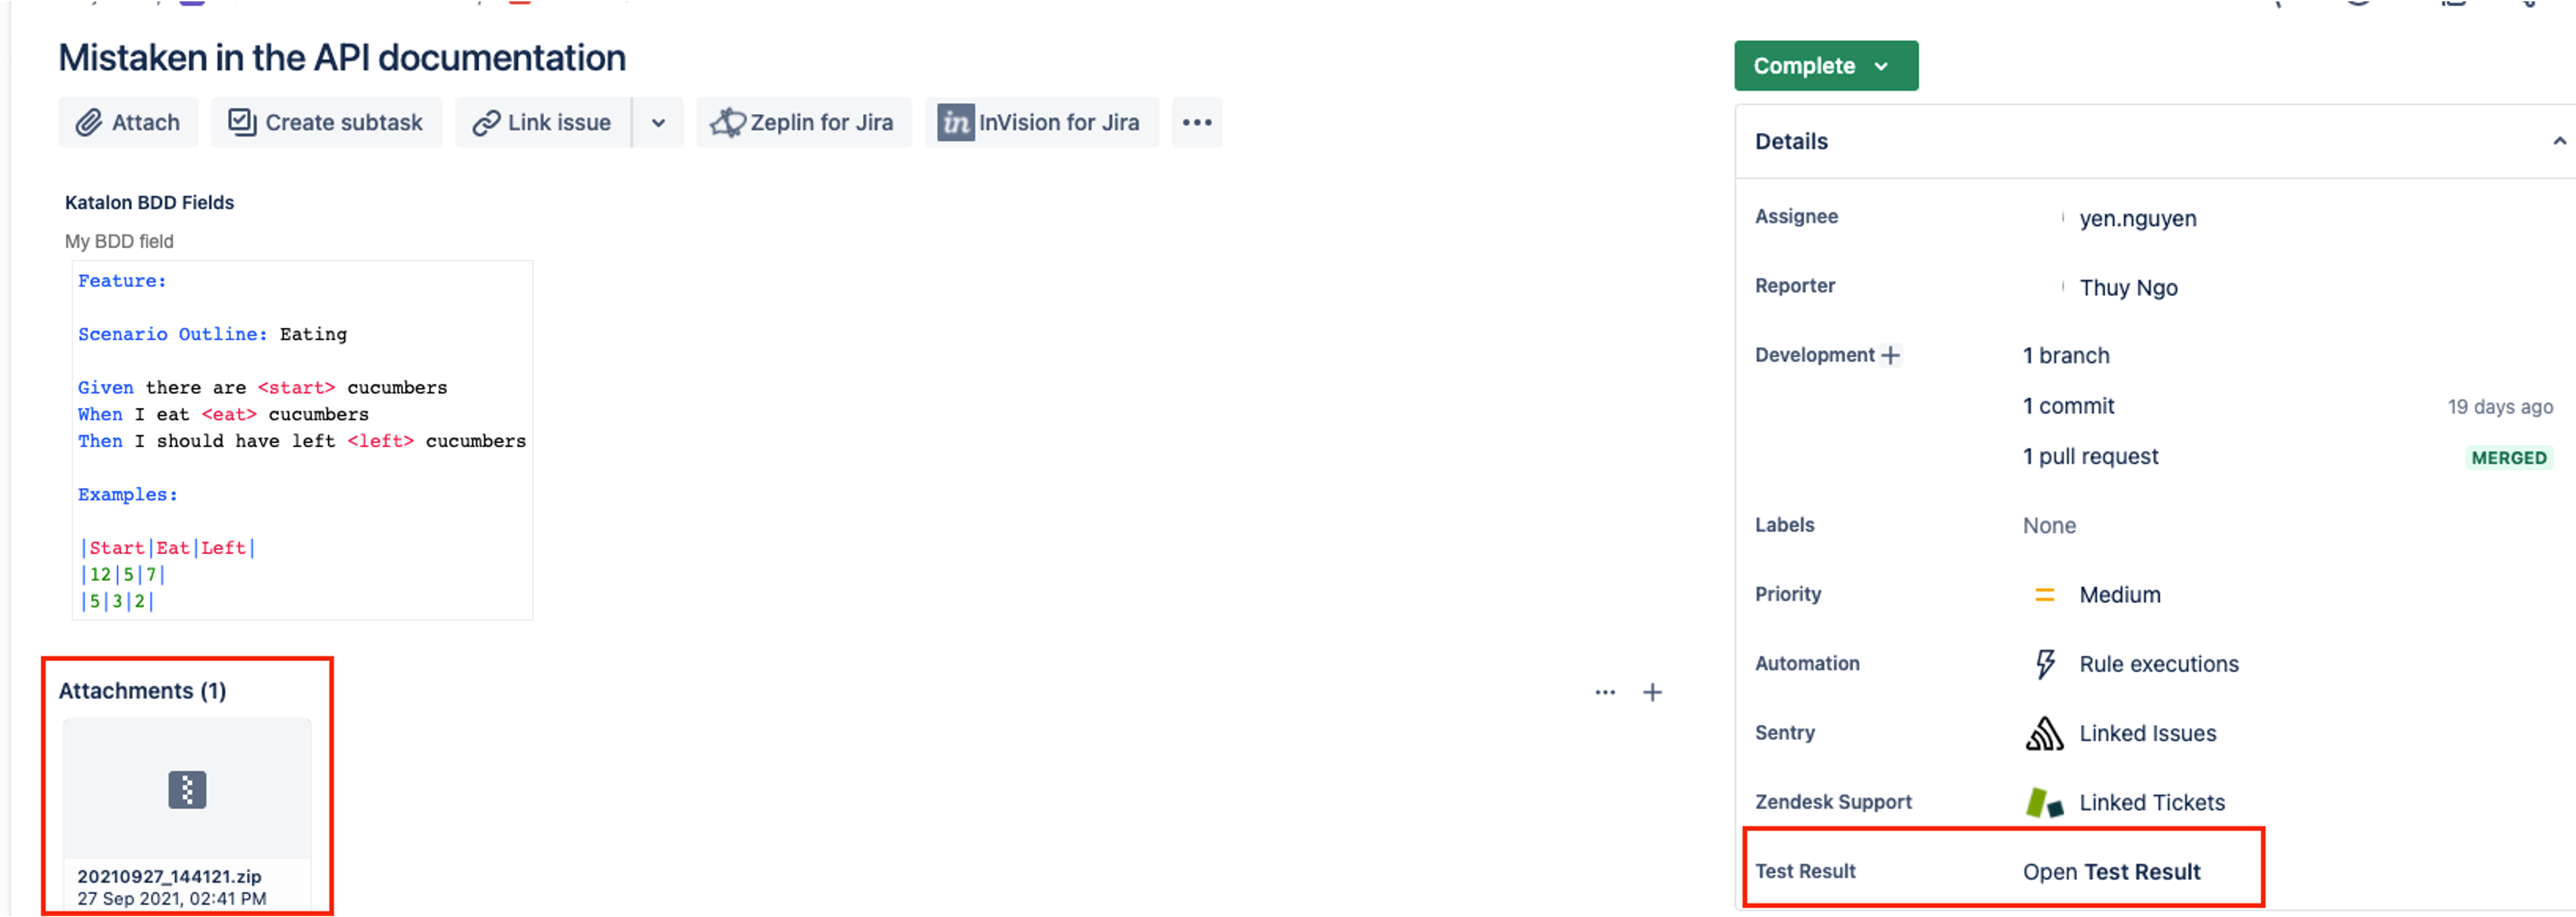 Mistaken in the API documentation
Attach
Create subtask
Link issue
Zeplin for Jira
in InVision for Jira
Katalon BDD Fields
My BDD field
Feature:
Scenario Outline: Eating
Given there are <start> cucumbers
When I eat <eat> cucumbers
Then I should have left <left> cucumbers
Examples:
|Start|Eat|Left|
|12|5|7|
|5|3|2|
Attachments (1)
20210927_144121.zip
27 Sep 2021, 02:41 PM
Complete
Details
Assignee yen.nguyen
Reporter Thuy Ngo
Development 1 branch
1 commit 19 days ago
1 pull request MERGED
Labels None
Priority Medium
Automation Rule executions
Sentry Linked Issues
Zendesk Support Linked Tickets
Test Result Open Test Result